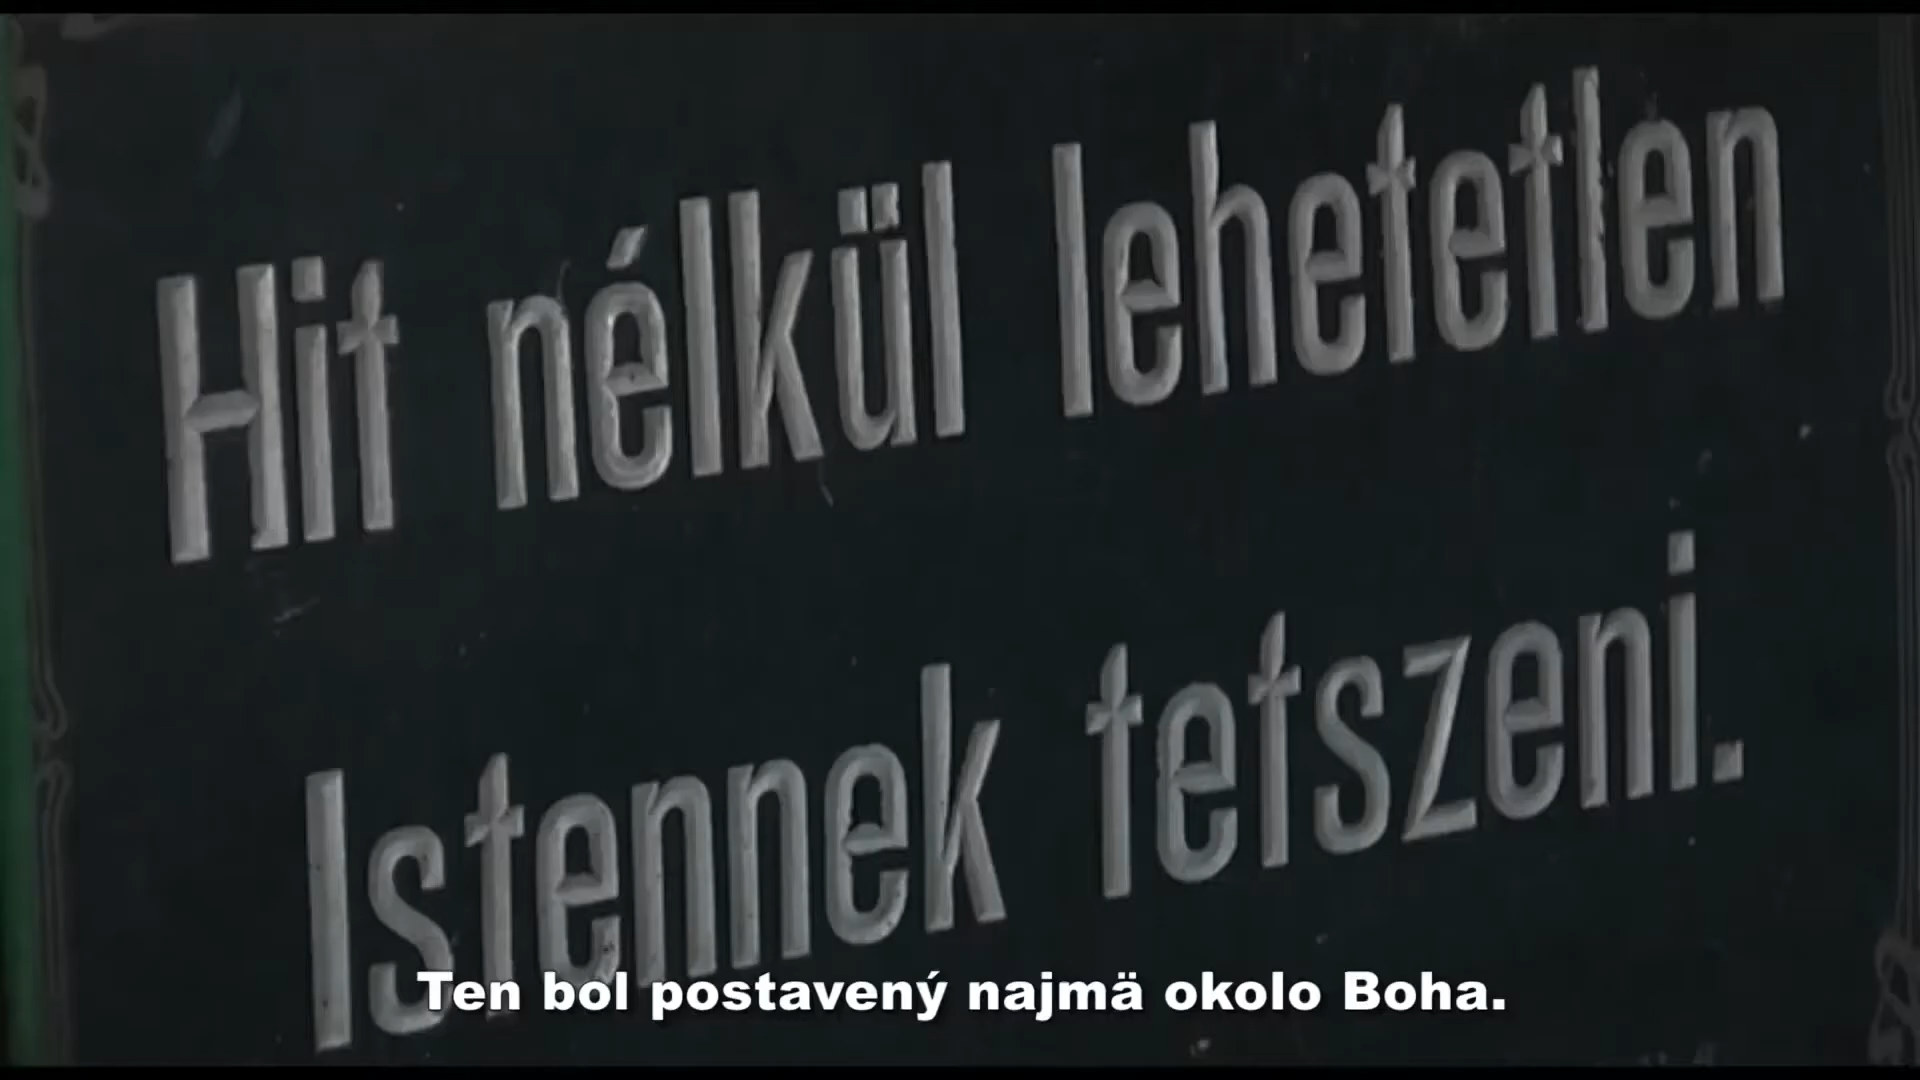 Hit nélkül lehetetlen
Istennek tetszeni.
Ten bol postavený najmä okolo Boha.